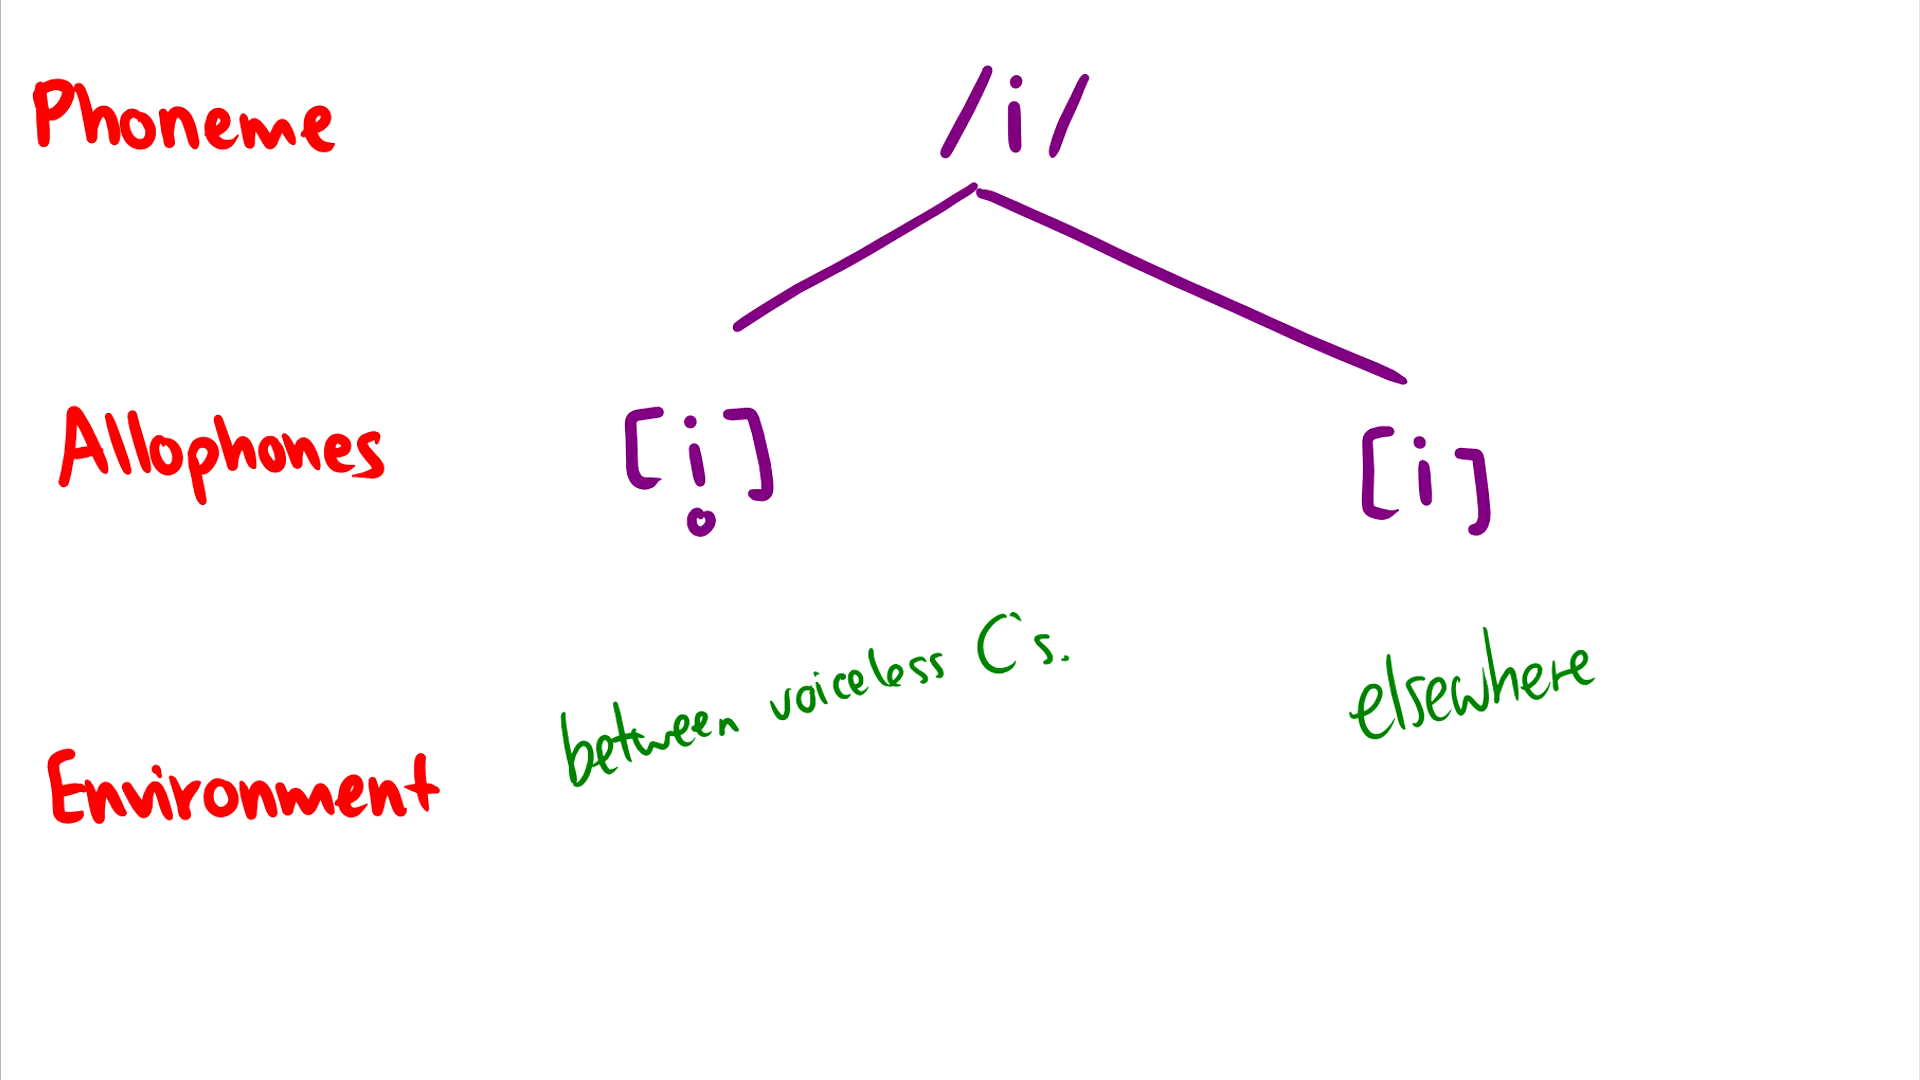 Phoneme /i/
Allophones [i̥] [i]
Environment between voiceless C's. elsewhere